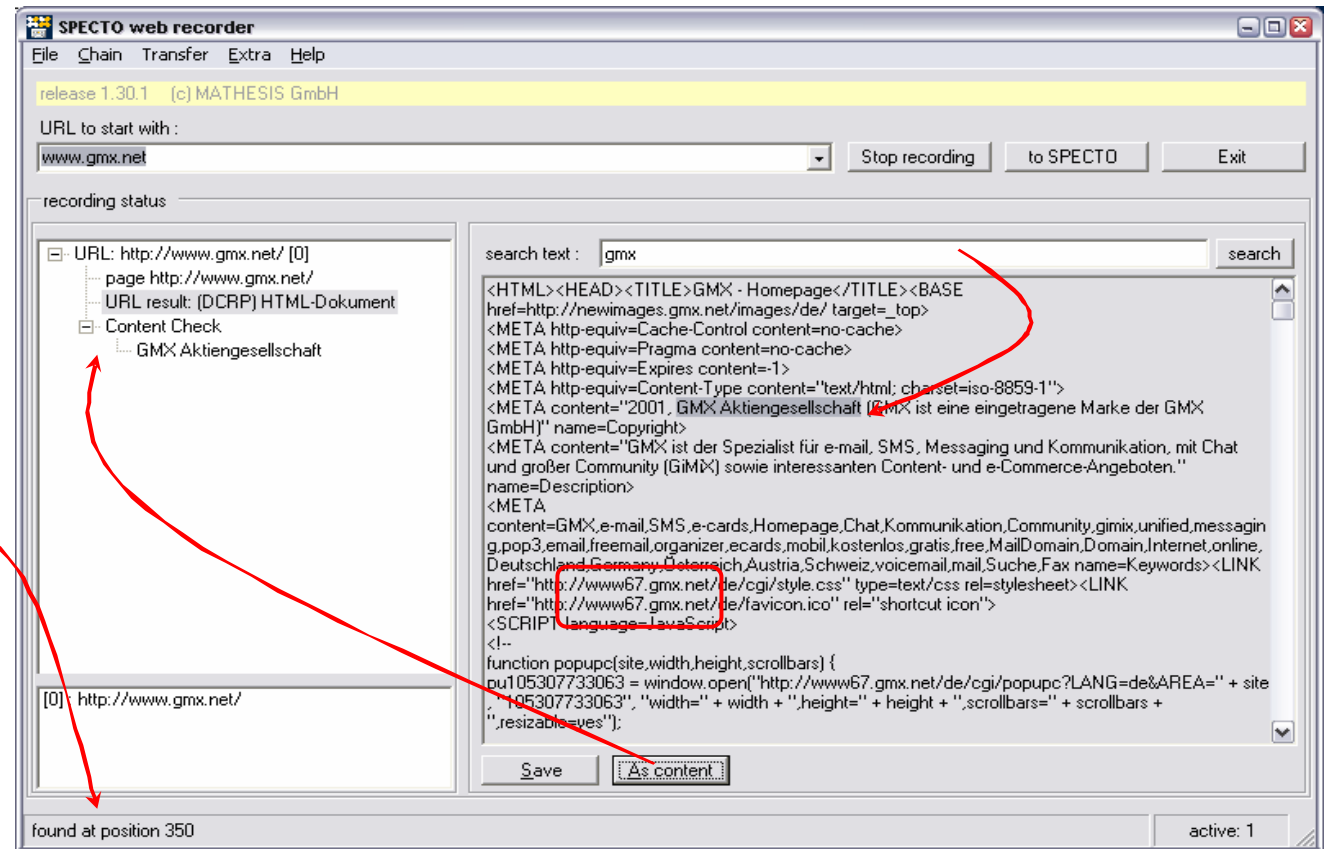 SPECTO web recorder
File Chain Transfer Extra Help
release 1.30.1 (c) MATHESIS GmbH
URL to start with :
www.gmx.net
Stop recording
to SPECTO
Exit
recording status
URL: http://www.gmx.net/ [0]
page http://www.gmx.net/
URL result: (DCRP) HTML-Dokument
Content Check
GMX Aktiengesellschaft
[0] : http://www.gmx.net/
search text :
gmx
search
<HTML><HEAD><TITLE>GMX - Homepage</TITLE><BASE
href=http://newimages.gmx.net/images/de/ target=_top>
<META http-equiv=Cache-Control content=no-cache>
<META http-equiv=Pragma content=no-cache>
<META http-equiv=Expires content=-1>
<META http-equiv=Content-Type content="text/html; charset=iso-8859-1">
<META content="2001, GMX Aktiengesellschaft (GMX ist eine eingetragene Marke der GMX
GmbH)" name=Copyright>
<META content="GMX ist der Spezialist für e-mail, SMS, Messaging und Kommunikation, mit Chat
und großer Community (GiMiX) sowie interessanten Content- und e-Commerce-Angeboten."
name=Description>
<META
content=GMX,e-mail,SMS,e-cards,Homepage,Chat,Kommunikation,Community,gimix,unified,messagin
g,pop3,email,freemail,organizer,ecards,mobil,kostenlos,gratis,free,MailDomain,Domain,Internet,online,
Deutschland,Germany,Österreich,Austria,Schweiz,voicemail,mail,Suche,Fax name=Keywords><LINK
href="http://www67.gmx.net/de/cgi/style.css" type=text/css rel=stylesheet><LINK
href="http://www67.gmx.net/de/favicon.ico" rel="shortcut icon">
<SCRIPT language=JavaScript>
<!--
function popupc(site,width,height,scrollbars) {
pu105307733063 = window.open("http://www67.gmx.net/de/cgi/popupc?LANG=de&AREA=" + site
, "105307733063", "width=" + width + ",height=" + height + ",scrollbars=" + scrollbars +
",resizable=yes");
Save
As content
found at position 350
active: 1